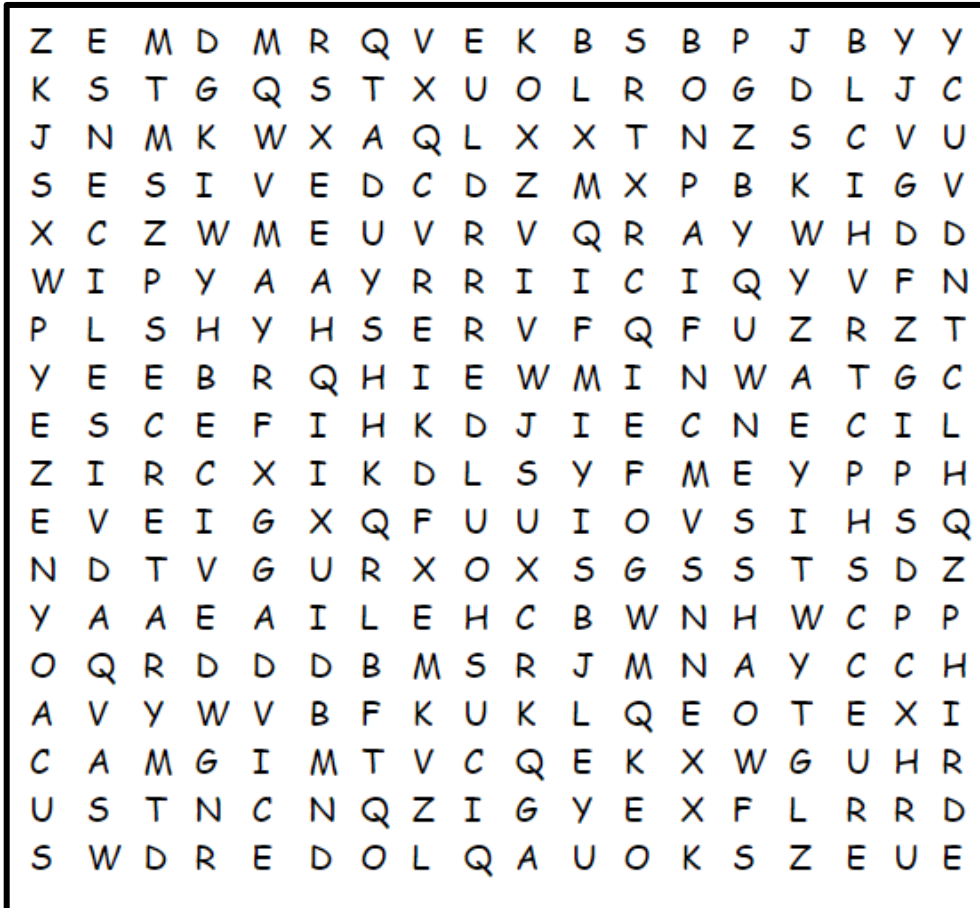 Z E M D M R Q V E K B S B P J B Y Y
K S T G Q S T X U O L R O G D L J C
J N M K W X A Q L X X T N Z S C V U
S E S I V E D C D Z M X P B K I G V
X C Z W M E U V R V Q R A Y W H D D
W I P Y A A Y R R I I C I Q Y V F N
P L S H Y H S E R V F Q F U Z R Z T
Y E E B R Q H I E W M I N W A T G C
E S C E F I H K D J I E C N E C I L
Z I R C X I K D L S Y F M E Y P P H
E V E I G X Q F U U I O V S I H S Q
N D T V G U R X O X S G S S T S D Z
Y A A E A I L E H C B W N H W C P P
O Q R D D D B M S R J M N A Y C C H
A V Y W V B F K U K L Q E O T E X I
C A M G I M T V C Q E K X W G U H R
U S T N C N Q Z I G Y E X F L R R D
S W D R E D O L Q A U O K S Z E U E